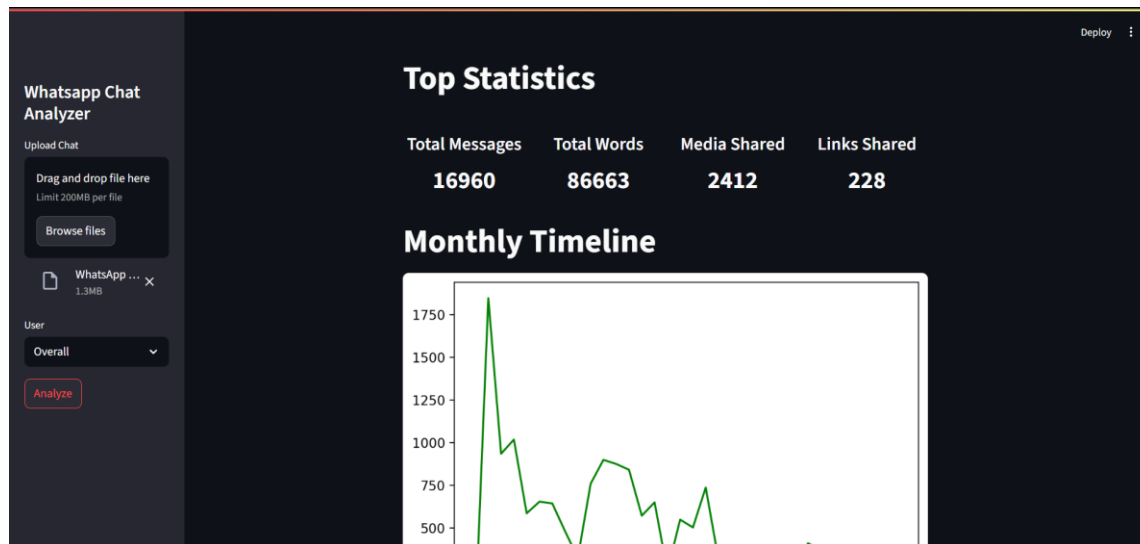 Deploy
Whatsapp Chat
Analyzer
Upload Chat
Drag and drop file here
Limit 200MB per file
Browse files
WhatsApp ...
1.3MB
User
Overall
Analyze
Top Statistics
Total Messages Total Words Media Shared Links Shared
16960 86663 2412 228
Monthly Timeline
1750
1500
1250
1000
750
500